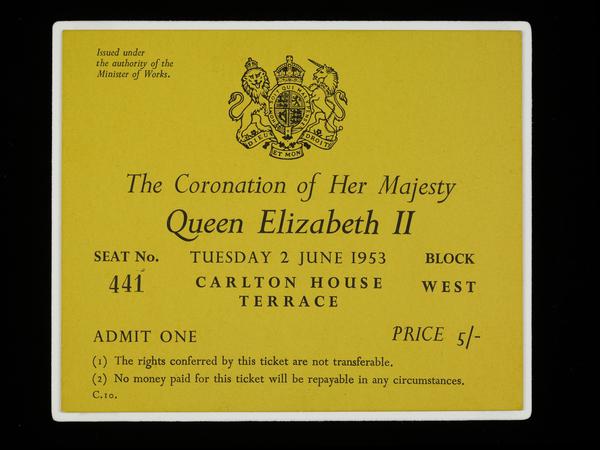 Issued under
the authority of the
Minister of Works.
HONI SOIT QUI MAL Y PENSE
DIEU ET MON DROIT
The Coronation of Her Majesty
Queen Elizabeth II
SEAT No. TUESDAY 2 JUNE 1953 BLOCK
441 CARLTON HOUSE WEST
TERRACE
ADMIT ONE PRICE 5/-
(1) The rights conferred by this ticket are not transferable.
(2) No money paid for this ticket will be repayable in any circumstances.
C.10.